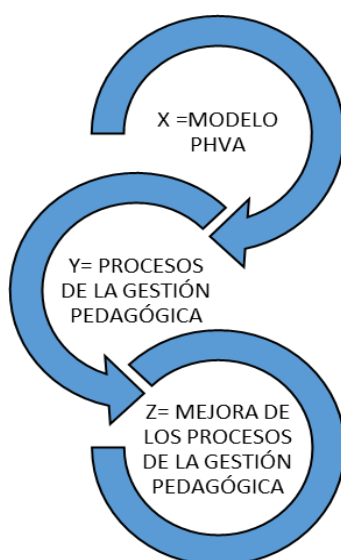 X =MODELO
PHVA
Y= PROCESOS
DE LA GESTIÓN
PEDAGÓGICA
Z= MEJORA DE
LOS PROCESOS
DE LA GESTIÓN
PEDAGÓGICA